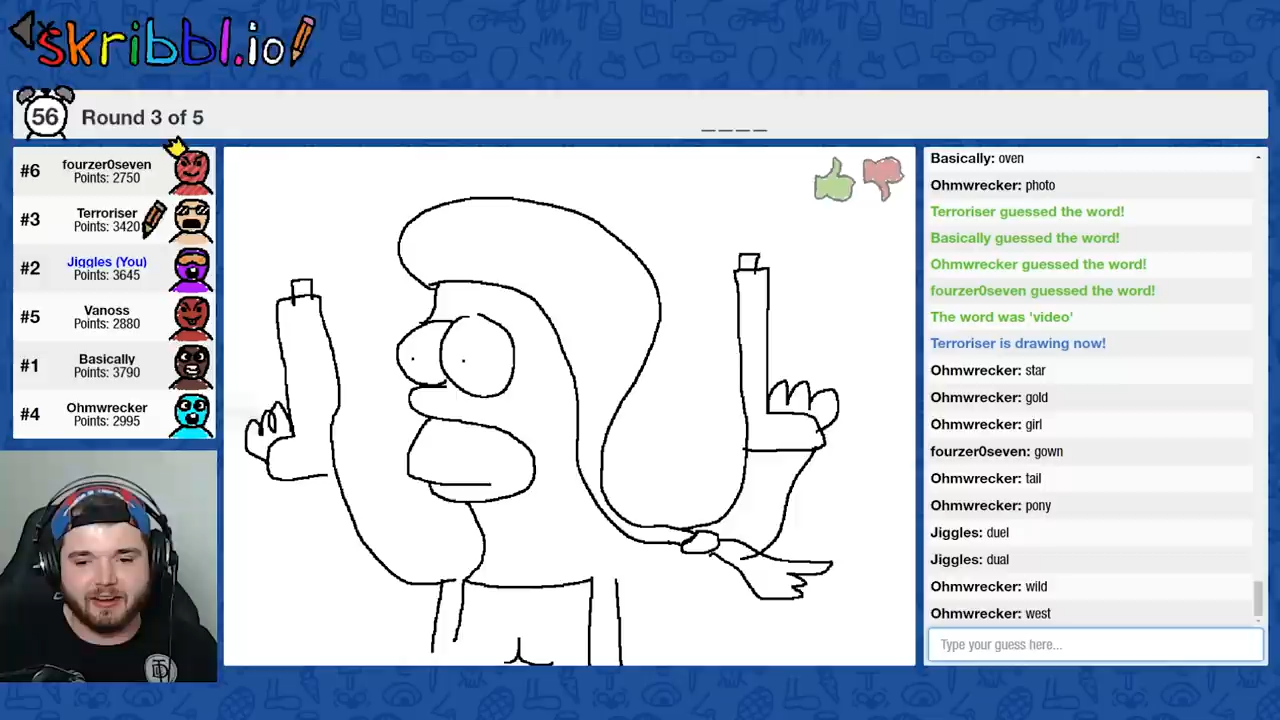 skribbl.io
56
Round 3 of 5
_ _ _ _
#6
fourzer0seven
Points: 2750
#3
Terroriser
Points: 3420
#2
Jiggles (You)
Points: 3645
#5
Vanoss
Points: 2880
#1
Basically
Points: 3790
#4
Ohmwrecker
Points: 2995
Basically: oven
Ohmwrecker: photo
Terroriser guessed the word!
Basically guessed the word!
Ohmwrecker guessed the word!
fourzer0seven guessed the word!
The word was 'video'
Terroriser is drawing now!
Ohmwrecker: star
Ohmwrecker: gold
Ohmwrecker: girl
fourzer0seven: gown
Ohmwrecker: tail
Ohmwrecker: pony
Jiggles: duel
Jiggles: dual
Ohmwrecker: wild
Ohmwrecker: west
Type your guess here...